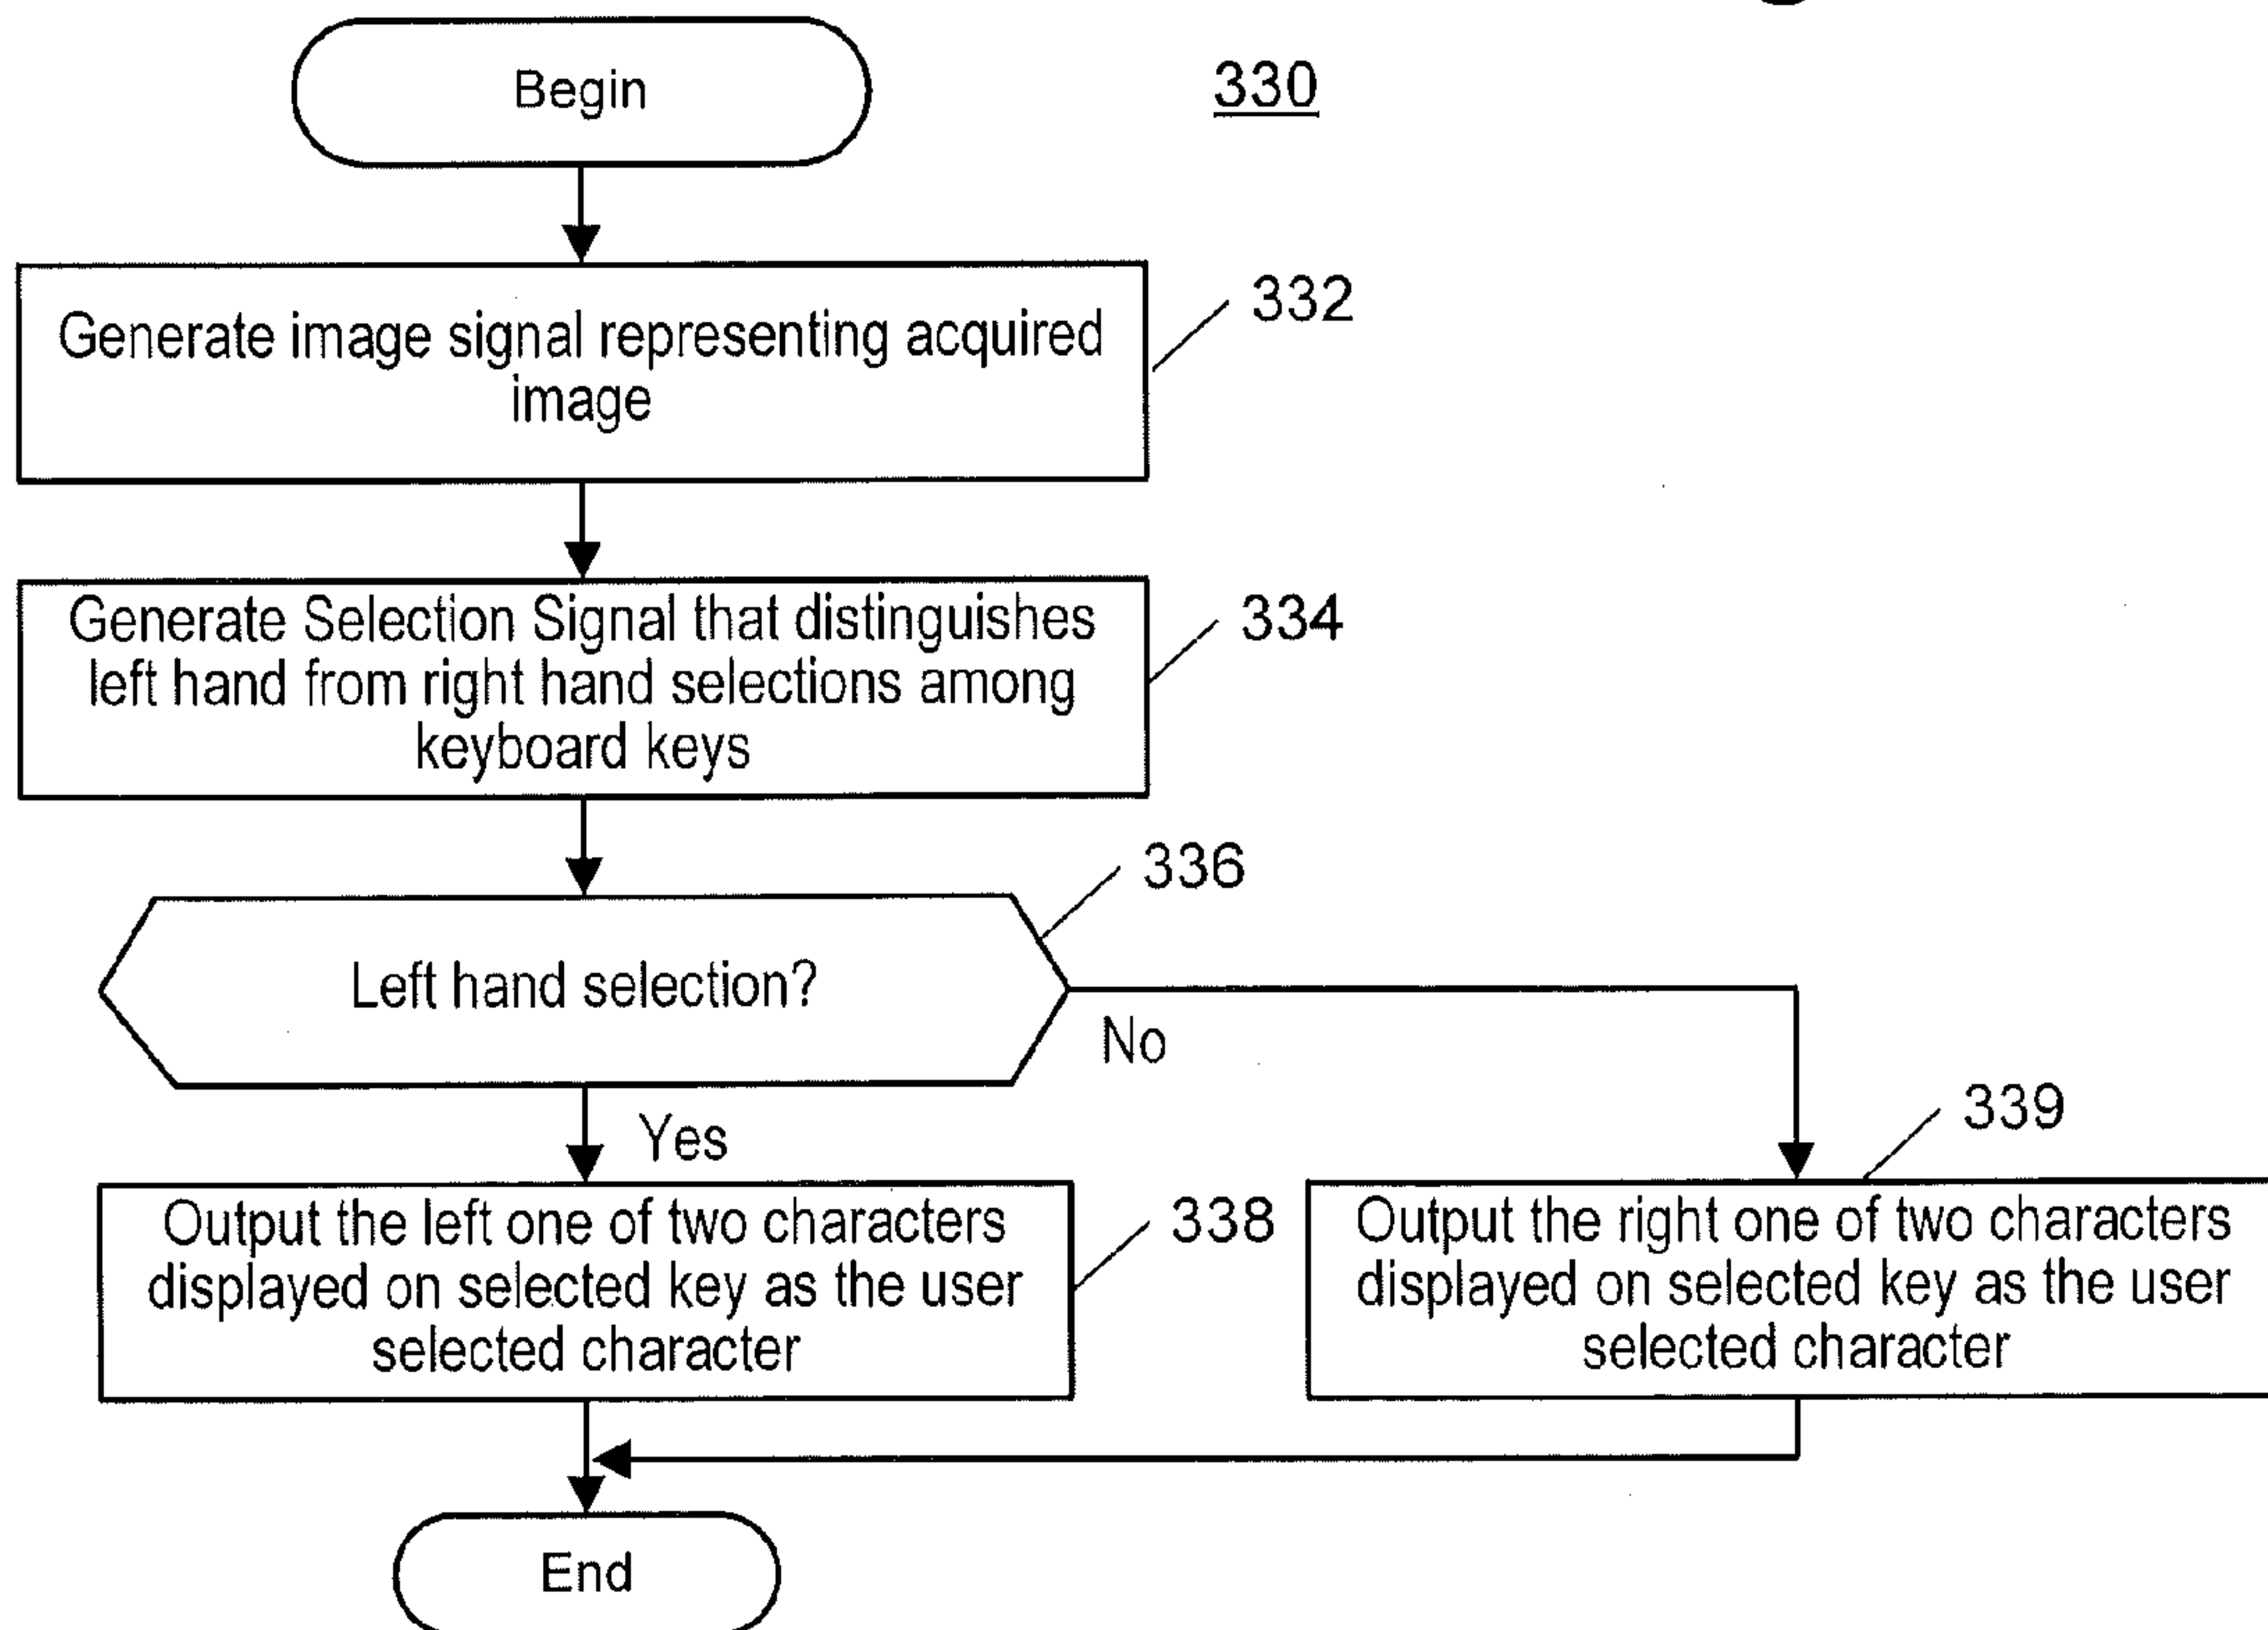 Begin
330
Generate image signal representing acquired
image
332
Generate Selection Signal that distinguishes
left hand from right hand selections among
keyboard keys
334
Left hand selection?
336
No
Yes
339
Output the left one of two characters
displayed on selected key as the user
selected character
338
Output the right one of two characters
displayed on selected key as the user
selected character
End